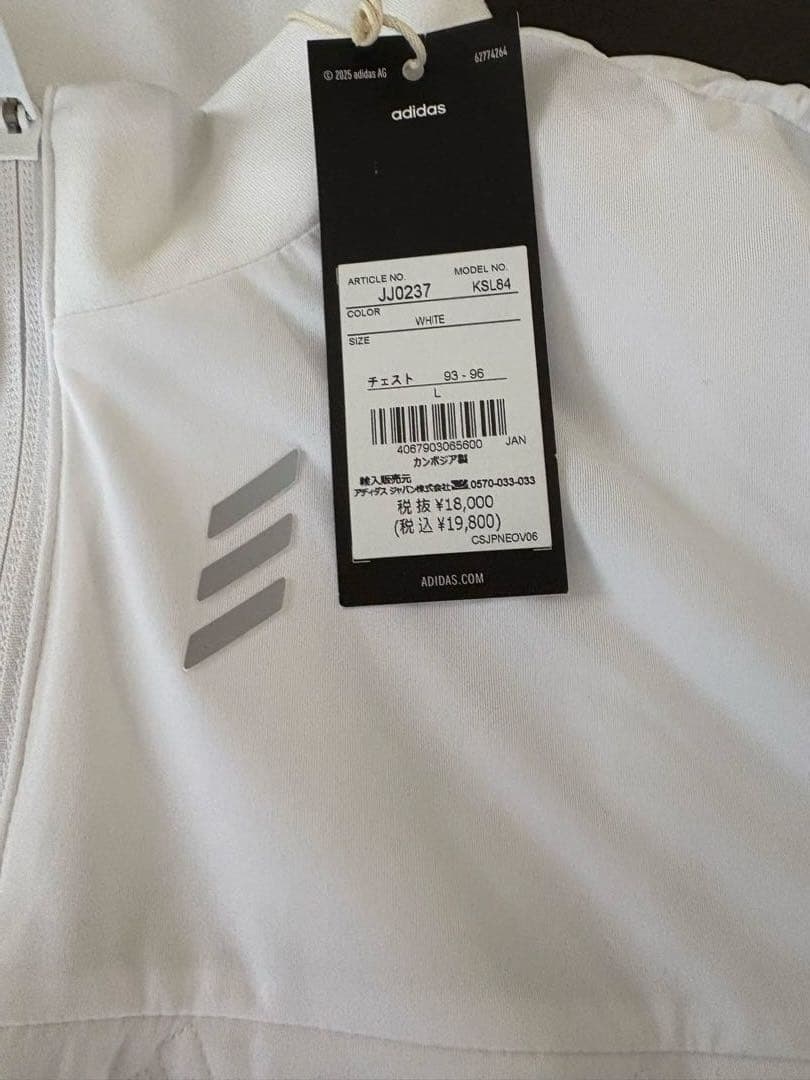 © 2025 adidas AG
62774264
adidas
ARTICLE NO.
MODEL NO.
JJ0237
KSL84
COLOR
WHITE
SIZE
チェスト 93 - 96
L
4067903065600 JAN
カンボジア製
輸入販売元
アディダス ジャパン株式会社 0570-033-033
税 抜 ¥18,000
(税 込 ¥19,800)
CSJPNEOV06
ADIDAS.COM